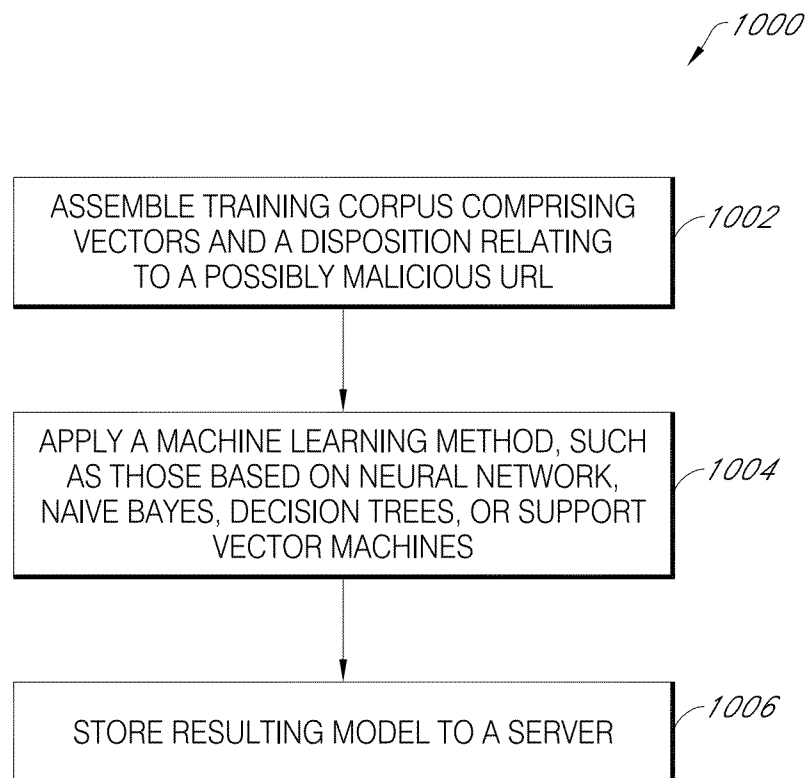 1000
ASSEMBLE TRAINING CORPUS COMPRISING
VECTORS AND A DISPOSITION RELATING
TO A POSSIBLY MALICIOUS URL
1002
APPLY A MACHINE LEARNING METHOD, SUCH
AS THOSE BASED ON NEURAL NETWORK,
NAIVE BAYES, DECISION TREES, OR SUPPORT
VECTOR MACHINES
1004
STORE RESULTING MODEL TO A SERVER
1006